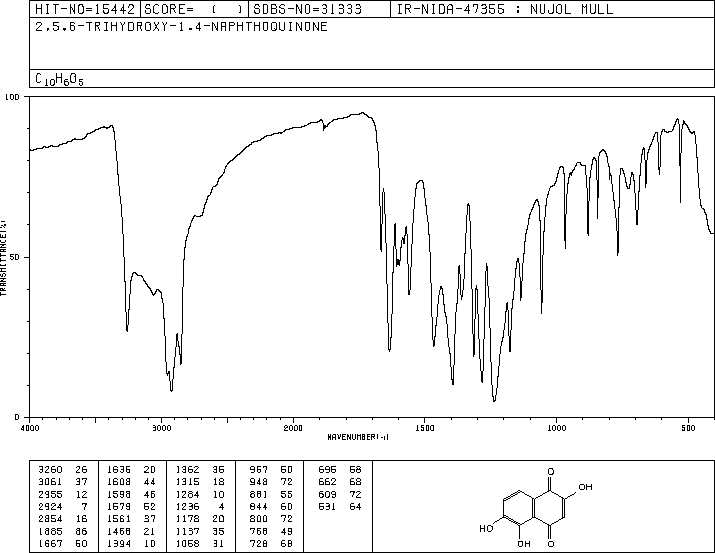 HIT-NO=15442 SCORE= ( ) SDBS-NO=31333 IR-NIDA-47355 : NUJOL MULL
2,5,6-TRIHYDROXY-1,4-NAPHTHOQUINONE
C10H6O5
100
50
0
TRANSMITTANCE(%)
4000 3000 2000 1500 1000 500
WAVENUMBER(-1)
3260 26 1636 20 1362 36 967 50 695 58
3061 37 1608 44 1315 18 948 72 662 68
2955 12 1598 46 1284 10 881 55 609 72
2924 7 1579 52 1236 4 844 60 531 64
2854 16 1561 37 1178 20 800 72
1885 86 1468 21 1137 35 768 49
1667 50 1394 10 1058 31 728 68
O
OH
HO
OH O